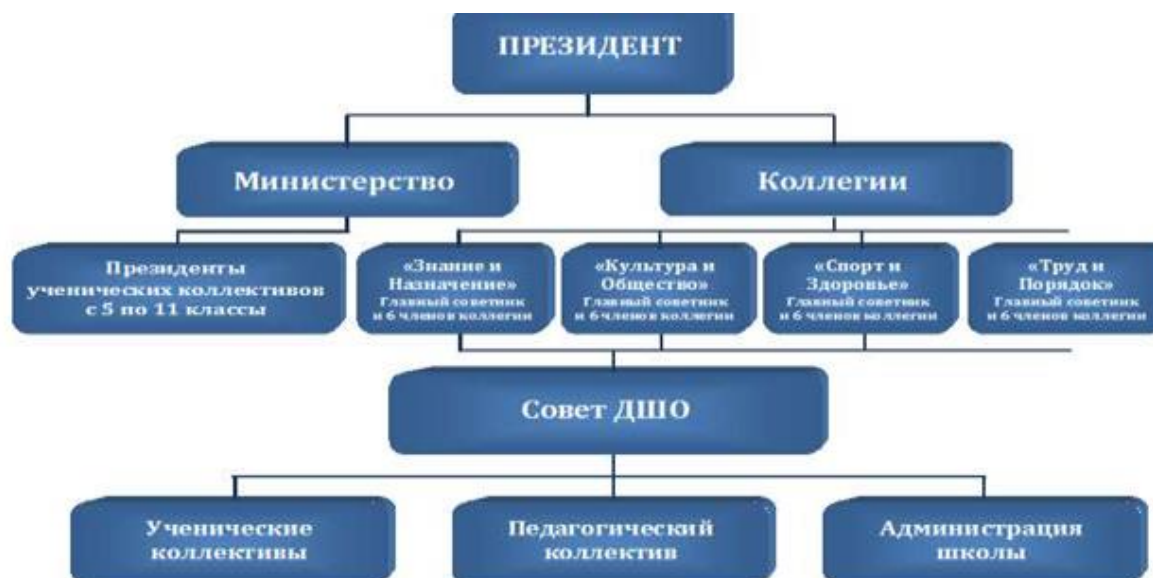 ПРЕЗИДЕНТ
Министерство
Коллегии
Президенты
ученических коллективов
с 5 по 11 классы
«Знание и
Назначение»
Главный советник
и 6 членов коллегии
«Культура и
Общество»
Главный советник
и 6 членов коллегии
«Спорт и
Здоровье»
Главный советник
и 6 членов коллегии
«Труд и
Порядок»
Главный советник
и 6 членов коллегии
Совет ДШО
Ученические
коллективы
Педагогический
коллектив
Администрация
школы